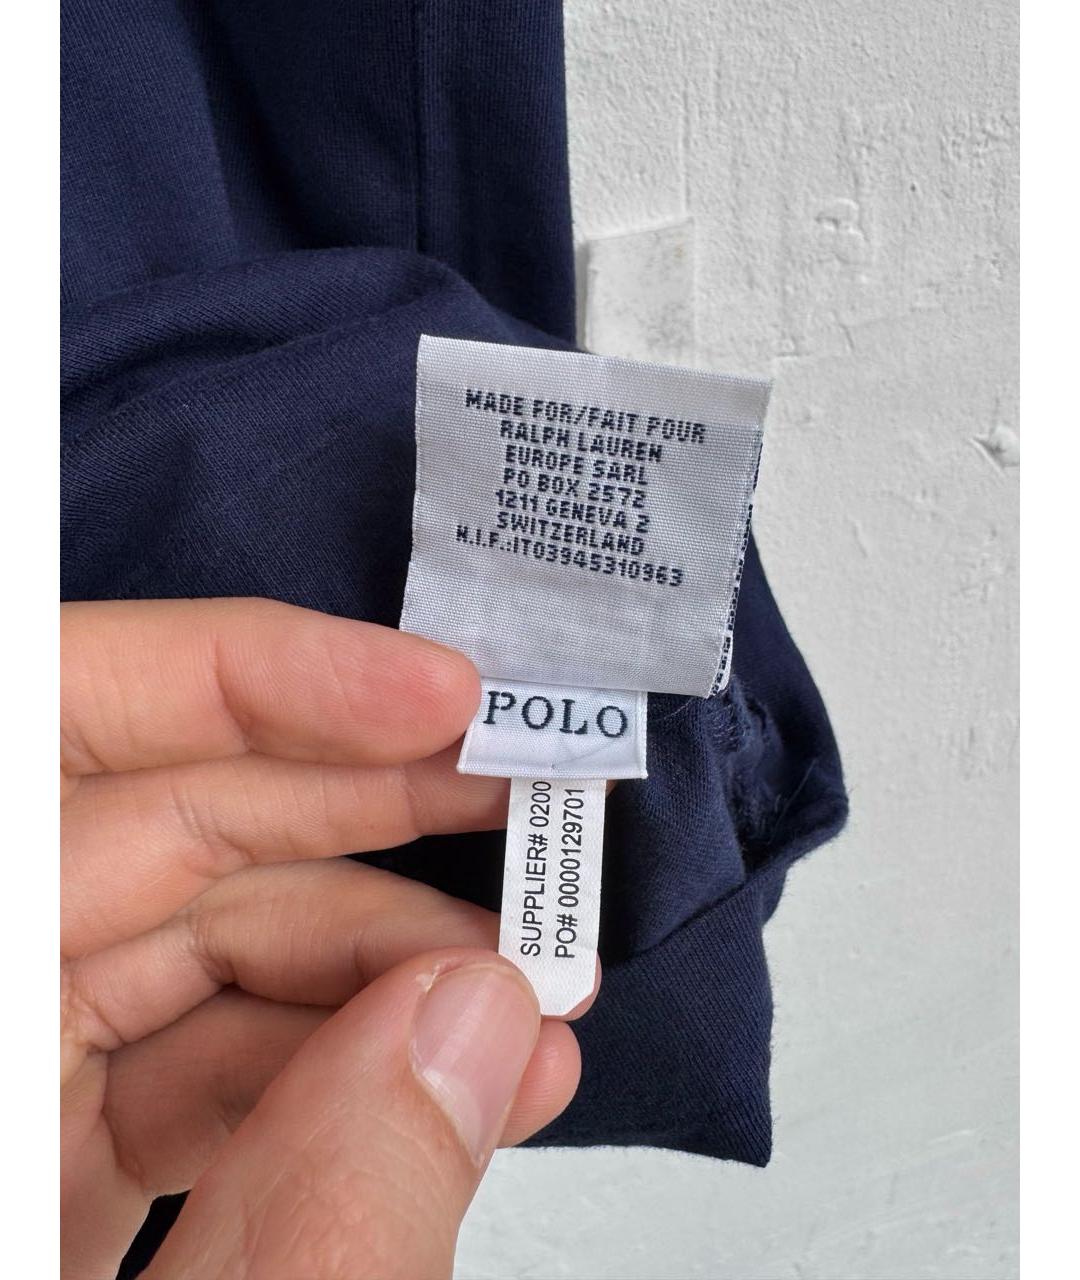 MADE FOR/FAIT POUR
RALPH LAUREN
EUROPE SARL
PO BOX 2572
1211 GENEVA 2
SWITZERLAND
N.I.F.:IT03945310963
POLO
SUPPLIER# 0200
PO# 0000129701